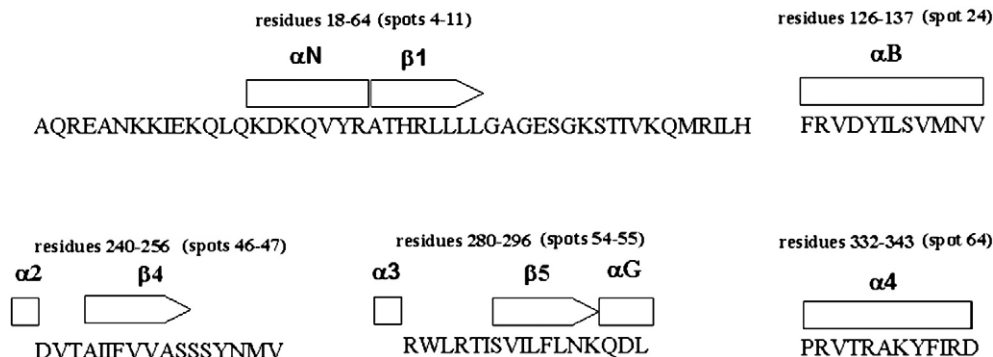 residues 18-64 (spots 4-11)
αN β1
AQREANKKIEKQLQKDKQVYRATHRLLLLGAGESGKSTIVKQMRILH
residues 126-137 (spot 24)
αB
FRVDYILSVMNV
residues 240-256 (spots 46-47)
α2 β4
DVTAIIFVVASSSYNMV
residues 280-296 (spots 54-55)
α3 β5 αG
RWLRTISVILFLNKQDL
residues 332-343 (spot 64)
α4
PRVTRAKYFIRD